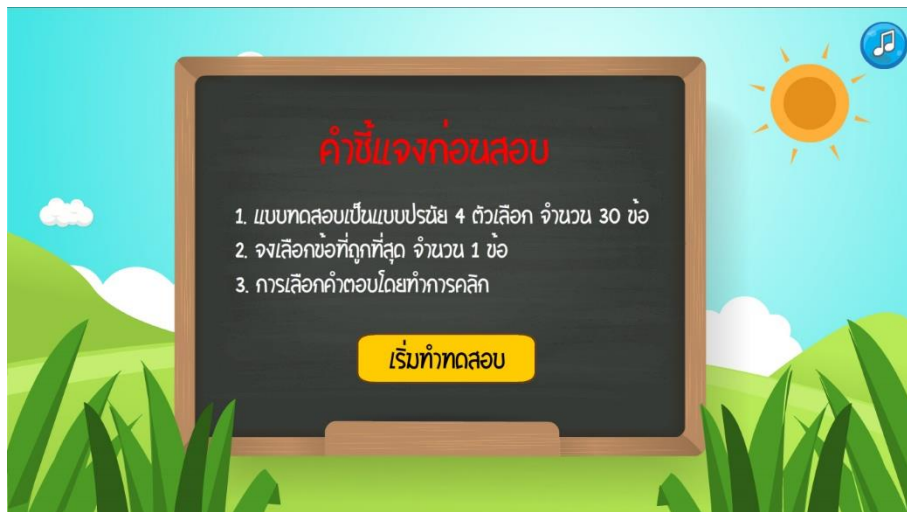 คำชี้แจงก่อนสอบ
1. แบบทดสอบเป็นแบบปรนัย 4 ตัวเลือก จำนวน 30 ข้อ
2. จงเลือกข้อที่ถูกที่สุด จำนวน 1 ข้อ
3. การเลือกคำตอบโดยทำการคลิก
เริ่มทำทดสอบ